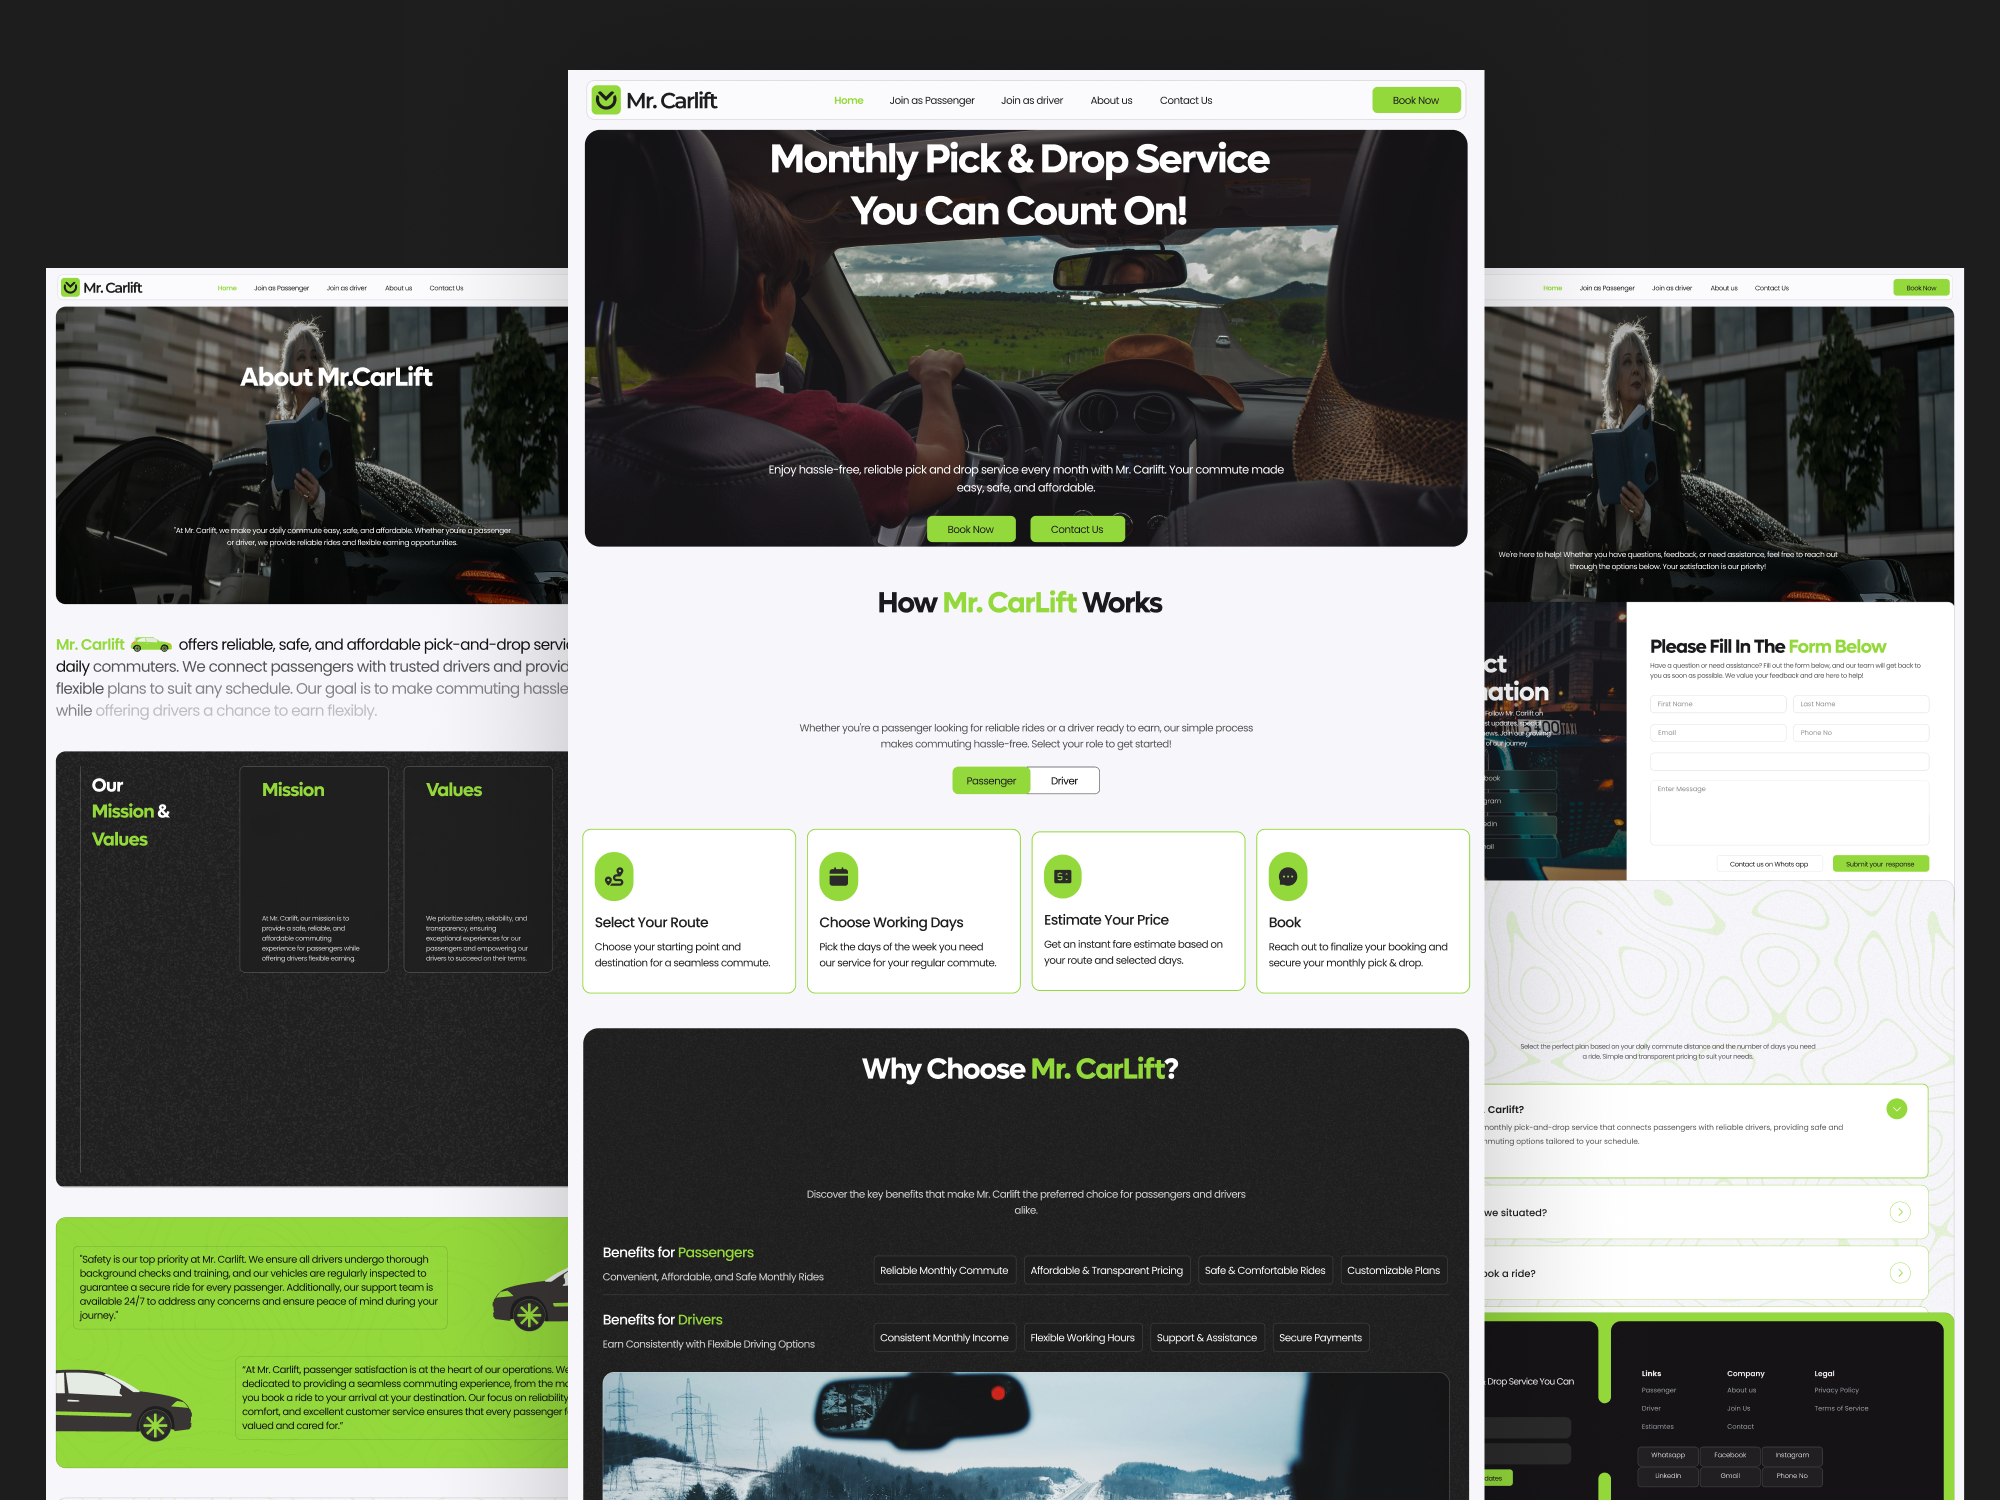 Mr. Carlift
Home
Join as Passenger
Join as driver
About us
Contact Us
About Mr.CarLift
"At Mr. Carlift, we make your daily commute easy, safe, and affordable. Whether you're a passenger
or driver, we provide reliable rides and flexible earning opportunities.
Mr. Carlift offers reliable, safe, and affordable pick-and-drop servic
daily commuters. We connect passengers with trusted drivers and provid
flexible plans to suit any schedule. Our goal is to make commuting hassle
while offering drivers a chance to earn flexibly.
Our
Mission &
Values
Mission
At Mr. Carlift, our mission is to
provide a safe, reliable, and
affordable commuting
experience for passengers while
offering drivers flexible earning.
Values
We prioritize safety, reliability, and
transparency, ensuring
exceptional experiences for our
passengers and empowering our
drivers to succeed on their terms.
"Safety is our top priority at Mr. Carlift. We ensure all drivers undergo thorough
background checks and training, and our vehicles are regularly inspected to
guarantee a secure ride for every passenger. Additionally, our support team is
available 24/7 to address any concerns and ensure peace of mind during your
journey."
"At Mr. Carlift, passenger satisfaction is at the heart of our operations. We
dedicated to providing a seamless commuting experience, from the mo
you book a ride to your arrival at your destination. Our focus on reliability
comfort, and excellent customer service ensures that every passenger f
valued and cared for."
Mr. Carlift
Home
Join as Passenger
Join as driver
About us
Contact Us
Book Now
Monthly Pick & Drop Service
You Can Count On!
Enjoy hassle-free, reliable pick and drop service every month with Mr. Carlift. Your commute made
easy, safe, and affordable.
Book Now
Contact Us
How Mr. CarLift Works
Whether you're a passenger looking for reliable rides or a driver ready to earn, our simple process
makes commuting hassle-free. Select your role to get started!
Passenger
Driver
Select Your Route
Choose your starting point and
destination for a seamless commute.
Choose Working Days
Pick the days of the week you need
our service for your regular commute.
Estimate Your Price
Get an instant fare estimate based on
your route and selected days.
Book
Reach out to finalize your booking and
secure your monthly pick & drop.
Why Choose Mr. CarLift?
Discover the key benefits that make Mr. Carlift the preferred choice for passengers and drivers
alike.
Benefits for Passengers
Convenient, Affordable, and Safe Monthly Rides
Reliable Monthly Commute
Affordable & Transparent Pricing
Safe & Comfortable Rides
Customizable Plans
Benefits for Drivers
Earn Consistently with Flexible Driving Options
Consistent Monthly Income
Flexible Working Hours
Support & Assistance
Secure Payments
Home
Join as Passenger
Join as driver
About us
Contact Us
Book Now
We're here to help! Whether you have questions, feedback, or need assistance, feel free to reach out
through the options below. Your satisfaction is our priority!
ct
ation
Follow Mr. Carlift on
st updates, special
news. Join our growing
of our journey
book
gram
edin
mail
Please Fill In The Form Below
Have a question or need assistance? Fill out the form below, and our team will get back to
you as soon as possible. We value your feedback and are here to help!
First Name
Last Name
Email
Phone No
Enter Message
Contact us on Whats app
Submit your response
Select the perfect plan based on your daily commute distance and the number of days you need
a ride. Simple and transparent pricing to suit your needs.
. Carlift?
monthly pick-and-drop service that connects passengers with reliable drivers, providing safe and
mmuting options tailored to your schedule.
we situated?
ook a ride?
Drop Service You Can
dates
Links
Passenger
Driver
Estiamtes
Company
About us
Join Us
Contact
Legal
Privacy Policy
Terms of Service
Whatsapp
Facebook
Instagram
LinkedIn
Gmail
Phone No